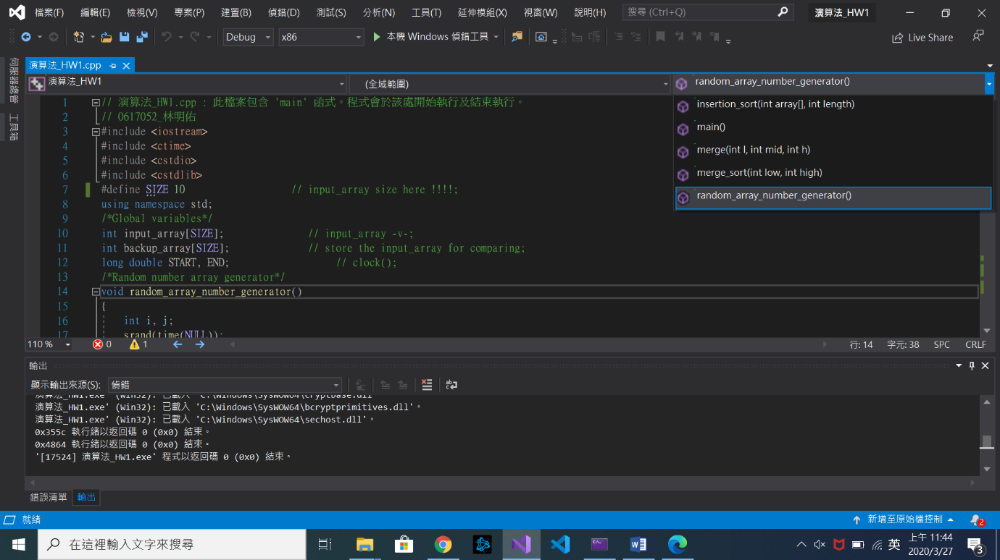 檔案(F) 編輯(E) 檢視(V) 專案(P) 建置(B) 偵錯(D) 測試(S) 分析(N) 工具(T) 延伸模組(X) 視窗(W) 說明(H) 搜尋 (Ctrl+Q) 演算法_HW1
Debug x86 本機 Windows 偵錯工具 Live Share
伺服器總管
工具箱
演算法_HW1.cpp
演算法_HW1 (全域範圍) random_array_number_generator()
insertion_sort(int array[], int length)
main()
merge(int l, int mid, int h)
merge_sort(int low, int high)
random_array_number_generator()
1 // 演算法_HW1.cpp : 此檔案包含 'main' 函式。程式會於該處開始執行及結束執行。
2 // 0617052_林明佑
3 #include <iostream>
4 #include <ctime>
5 #include <cstdio>
6 #include <cstdlib>
7 #define SIZE 10 // input_array size here !!!!;
8 using namespace std;
9 /*Global variables*/
10 int input_array[SIZE]; // input_array -v-;
11 int backup_array[SIZE]; // store the input_array for comparing;
12 long double START, END; // clock();
13 /*Random number array generator*/
14 void random_array_number_generator()
15 {
16 int i, j;
17 srand(time(NULL));
110 % 0 1 行: 14 字元: 38 SPC CRLF
輸出
顯示輸出來源(S): 偵錯
演算法_HW1.exe' (Win32): 已載入 'C:\Windows\SysWOW64\cryptbase.dll'
演算法_HW1.exe' (Win32): 已載入 'C:\Windows\SysWOW64\bcryptprimitives.dll'。
演算法_HW1.exe' (Win32): 已載入 'C:\Windows\SysWOW64\sechost.dll'。
0x355c 執行緒以返回碼 0 (0x0) 結束。
0x4864 執行緒以返回碼 0 (0x0) 結束。
'[17524] 演算法_HW1.exe' 程式以返回碼 0 (0x0) 結束。
錯誤清單 輸出
就緒 新增至原始檔控制 2
在這裡輸入文字來搜尋 英 上午 11:44
2020/3/27 3